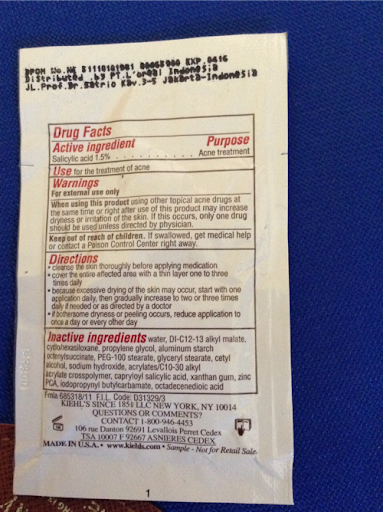 BPOM No.NE 81110101981 00060900 EXP.0416
Distributed .by PT.L'oreal Indonesia
JL.Prof.Dr.Satrio Kav.3-5 Jakarta-Indonesia
Drug Facts
Active ingredient Purpose
Salicylic acid 1.5% . . . . . . . . . . . . . . . . Acne treatment
Use for the treatment of acne
Warnings
For external use only
When using this product using other topical acne drugs at
the same time or right after use of this product may increase
dryness or irritation of the skin. If this occurs, only one drug
should be used unless directed by physician.
Keep out of reach of children. If swallowed, get medical help
or contact a Poison Control Center right away.
Directions
• cleanse the skin thoroughly before applying medication
• cover the entire affected area with a thin layer one to three
times daily
• because excessive drying of the skin may occur, start with one
application daily, then gradually increase to two or three times
daily if needed or as directed by a doctor
• if bothersome dryness or peeling occurs, reduce application to
once a day or every other day
Inactive ingredients water, DI-C12-13 alkyl malate,
cyclohexasiloxane, propylene glycol, aluminum starch
octenylsuccinate, PEG-100 stearate, glyceryl stearate, cetyl
alcohol, sodium hydroxide, acrylates/C10-30 alkyl
acrylate crosspolymer, capryloyl salicylic acid, xanthan gum, zinc
PCA, iodopropynyl butylcarbamate, octadecenedioic acid
Fmla 685318/11 F.I.L. Code: D31329/3
KIEHL'S SINCE 1851 LLC NEW YORK, NY 10014
QUESTIONS OR COMMENTS?
CONTACT 1-800-946-4453
106 rue Danton 92691 Levallois Perret Cedex
TSA 10007 F 92667 ASNIERES CEDEX
MADE IN U.S.A. • www.kiehls.com • Sample - Not for Retail Sale
1